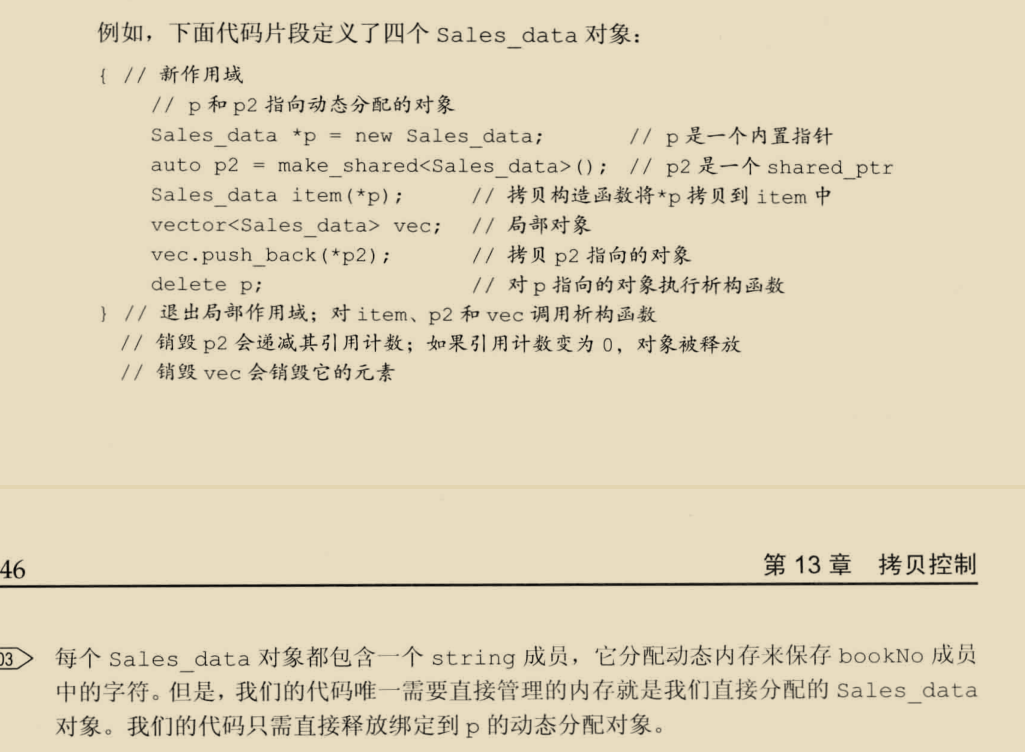 例如，下面代码片段定义了四个 Sales_data 对象：
{ // 新作用域
// p 和 p2 指向动态分配的对象
Sales_data *p = new Sales_data; // p 是一个内置指针
auto p2 = make_shared<Sales_data>(); // p2 是一个 shared_ptr
Sales_data item(*p); // 拷贝构造函数将*p 拷贝到 item 中
vector<Sales_data> vec; // 局部对象
vec.push_back(*p2); // 拷贝 p2 指向的对象
delete p; // 对 p 指向的对象执行析构函数
} // 退出局部作用域；对 item、p2 和 vec 调用析构函数
// 销毁 p2 会递减其引用计数；如果引用计数变为 0，对象被释放
// 销毁 vec 会销毁它的元素
46 第 13 章 拷贝控制
03 每个 Sales_data 对象都包含一个 string 成员，它分配动态内存来保存 bookNo 成员
中的字符。但是，我们的代码唯一需要直接管理的内存就是我们直接分配的 Sales_data
对象。我们的代码只需直接释放绑定到 p 的动态分配对象。